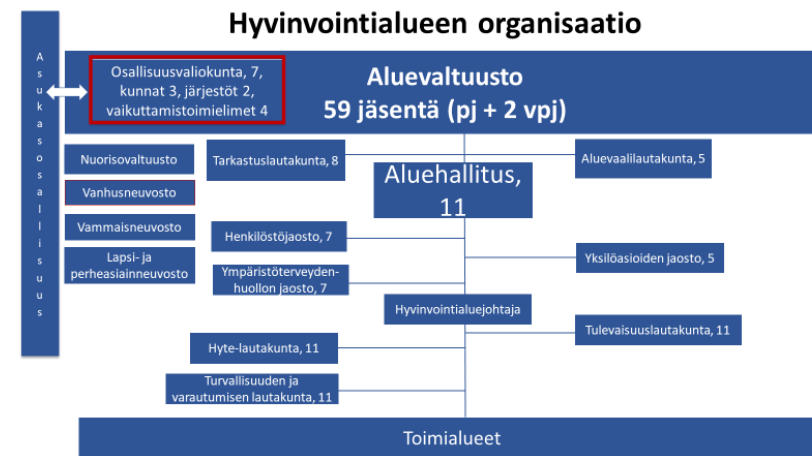 Hyvinvointialueen organisaatio
Asukasosallisuus
Osallisuusvaliokunta, 7,
kunnat 3, järjestöt 2,
vaikuttamistoimielimet 4
Aluevaltuusto
59 jäsentä (pj + 2 vpj)
Nuorisovaltuusto
Tarkastuslautakunta, 8
Aluevaalilautakunta, 5
Aluehallitus,
11
Vanhusneuvosto
Vammaisneuvosto
Henkilöstöjaosto, 7
Lapsi- ja
perheasiainneuvosto
Yksilöasioiden jaosto, 5
Ympäristöterveyden-
huollon jaosto, 7
Hyvinvointialuejohtaja
Tulevaisuuslautakunta, 11
Hyte-lautakunta, 11
Turvallisuuden ja
varautumisen lautakunta, 11
Toimialueet